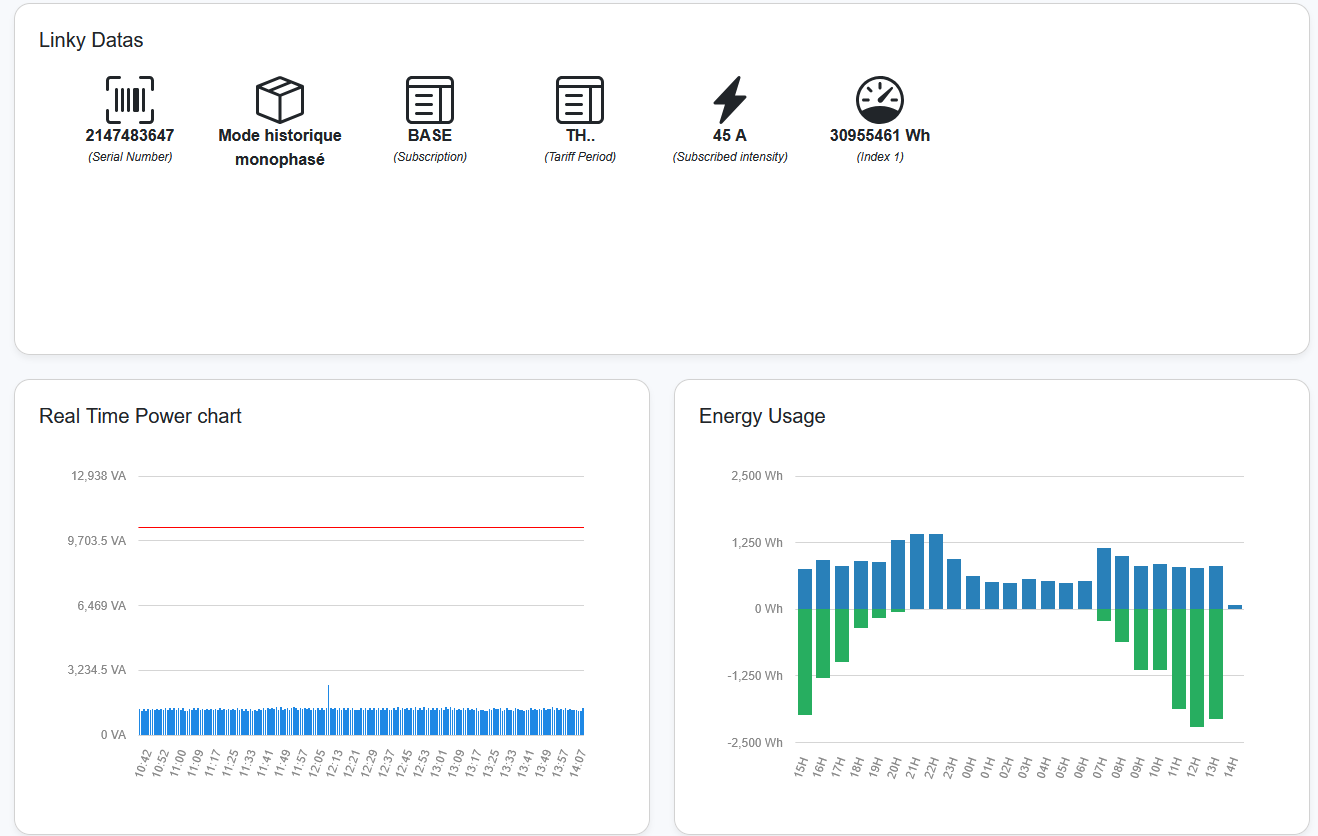 Linky Datas
2147483647
(Serial Number)
Mode historique
monophasé
BASE
(Subscription)
TH..
(Tariff Period)
45 A
(Subscribed intensity)
30955461 Wh
(Index 1)
Real Time Power chart
12,938 VA
9,703.5 VA
6,469 VA
3,234.5 VA
0 VA
10:42 10:52 11:00 11:09 11:17 11:25 11:33 11:41 11:49 11:57 12:05 12:13 12:21 12:29 12:37 12:45 12:53 13:01 13:09 13:17 13:25 13:33 13:41 13:49 13:57 14:07
Energy Usage
2,500 Wh
1,250 Wh
0 Wh
-1,250 Wh
-2,500 Wh
15H 16H 17H 18H 19H 20H 21H 22H 23H 00H 01H 02H 03H 04H 05H 06H 07H 08H 09H 10H 11H 12H 13H 14H